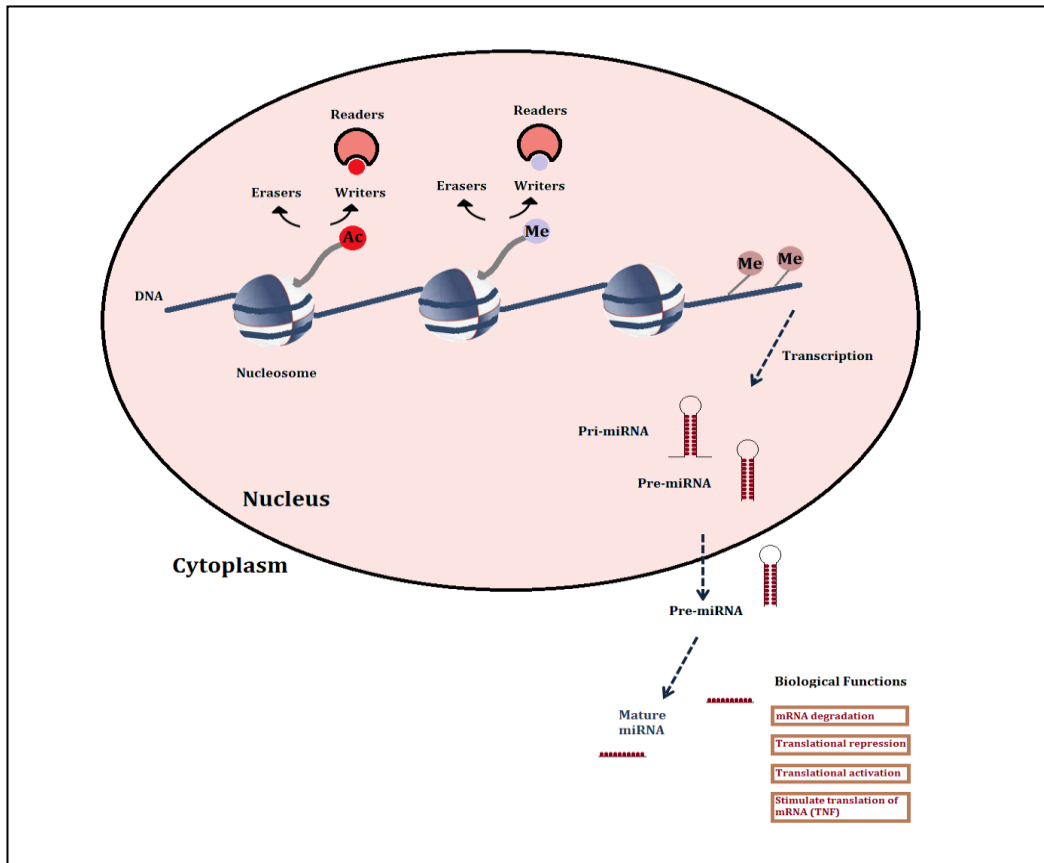 Readers
Readers
Erasers
Writers
Erasers
Writers
Ac
Me
Me
Me
DNA
Nucleosome
Transcription
Pri-miRNA
Pre-miRNA
Nucleus
Cytoplasm
Pre-miRNA
Biological Functions
Mature
miRNA
mRNA degradation
Translational repression
Translational activation
Stimulate translation of
mRNA (TNF)